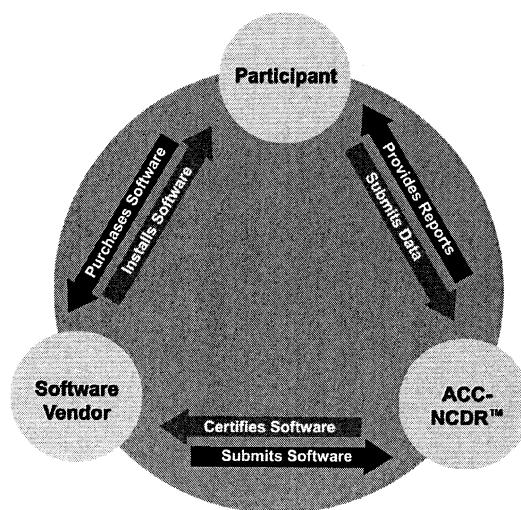 Participant
Purchases Software
Installs Software
Provides Reports
Submits Data
Software
Vendor
ACC-
NCDR™
Certifies Software
Submits Software